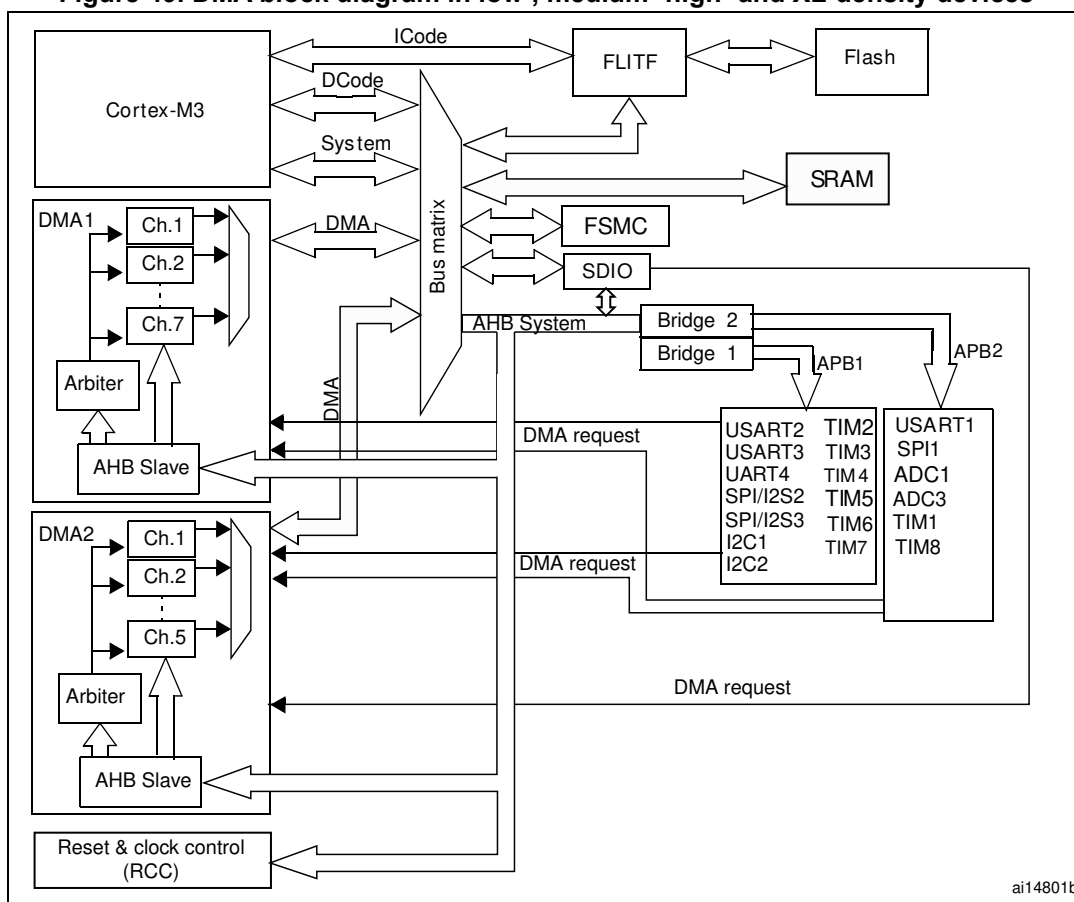 Figure 48. DMA block diagram in low-, medium- high- and XL-density devices
ICode
FLITF
Flash
DCode
Cortex-M3
System
SRAM
DMA1
Ch.1
DMA
Bus matrix
FSMC
Ch.2
SDIO
Ch.7
AHB System
Bridge 2
Bridge 1
APB1
APB2
Arbiter
DMA
DMA request
AHB Slave
USART2 TIM2
USART3 TIM3
UART4 TIM4
SPI/I2S2 TIM5
SPI/I2S3 TIM6
I2C1 TIM7
I2C2
USART1
SPI1
ADC1
ADC3
TIM1
TIM8
DMA2
Ch.1
Ch.2
DMA request
Ch.5
Arbiter
DMA request
AHB Slave
Reset & clock control
(RCC)
ai14801b